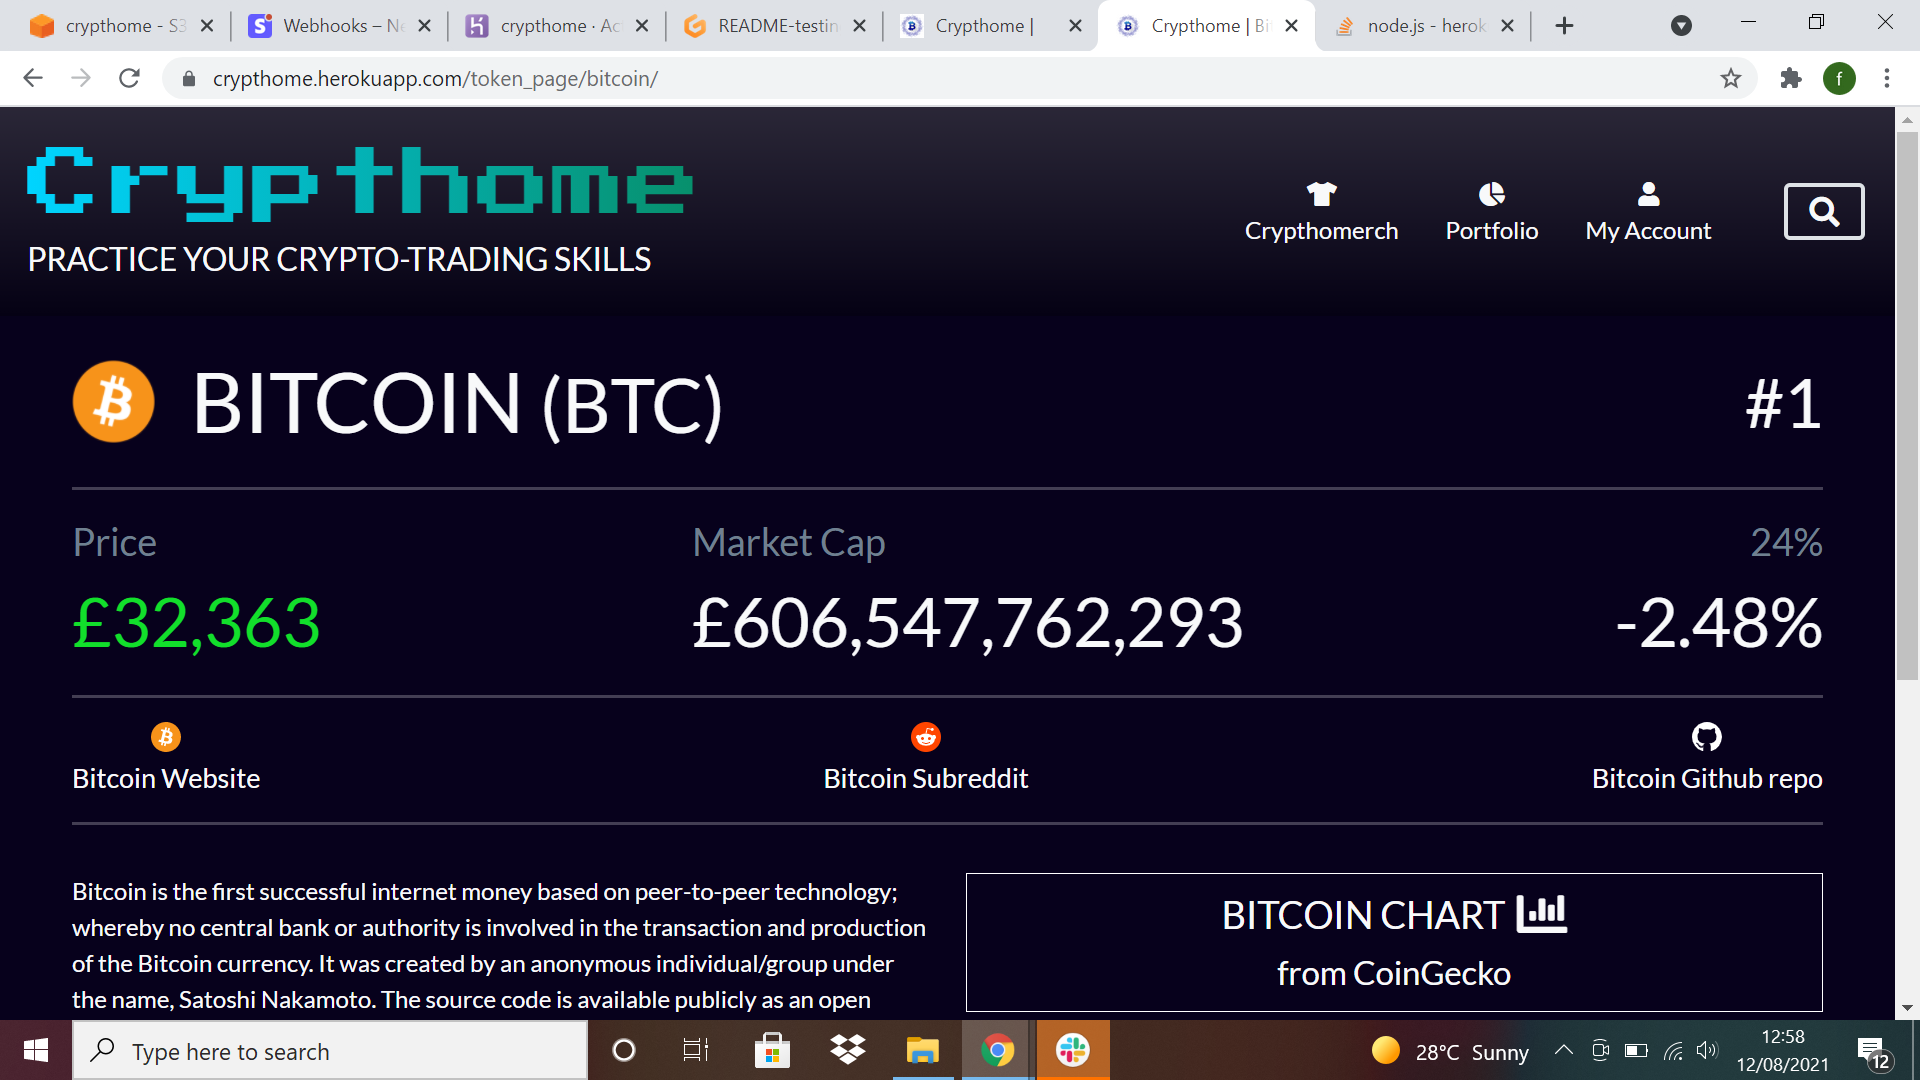 crypthome - S3
Webhooks – Ne
crypthome · Ac
README-testin
Crypthome |
Crypthome | Bi
node.js - herok
crypthome.herokuapp.com/token_page/bitcoin/
f
Crypthome
PRACTICE YOUR CRYPTO-TRADING SKILLS
Crypthomerch
Portfolio
My Account
BITCOIN (BTC)
#1
Price
Market Cap
24%
£32,363
£606,547,762,293
-2.48%
Bitcoin Website
Bitcoin Subreddit
Bitcoin Github repo
Bitcoin is the first successful internet money based on peer-to-peer technology;
whereby no central bank or authority is involved in the transaction and production
of the Bitcoin currency. It was created by an anonymous individual/group under
the name, Satoshi Nakamoto. The source code is available publicly as an open
BITCOIN CHART
from CoinGecko
Type here to search
28°C Sunny
12:58
12/08/2021
12